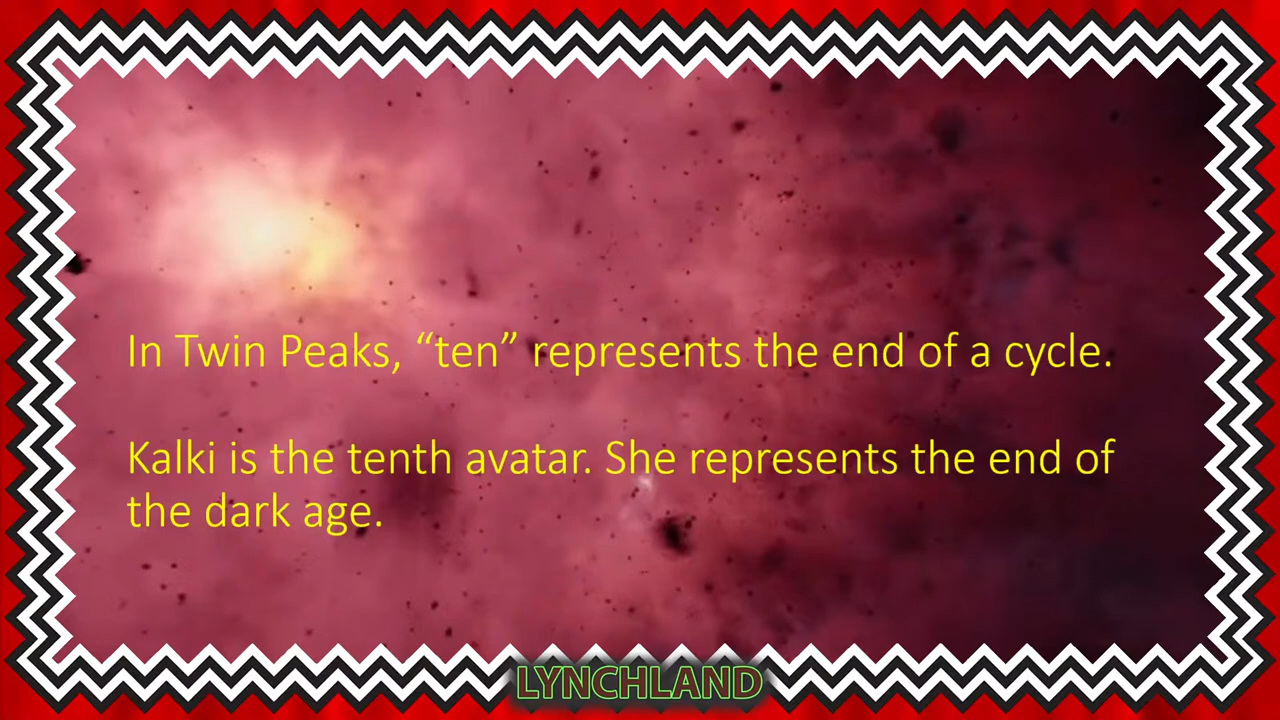 In Twin Peaks, “ten” represents the end of a cycle.
Kalki is the tenth avatar. She represents the end of
the dark age.
LYNCHLAND